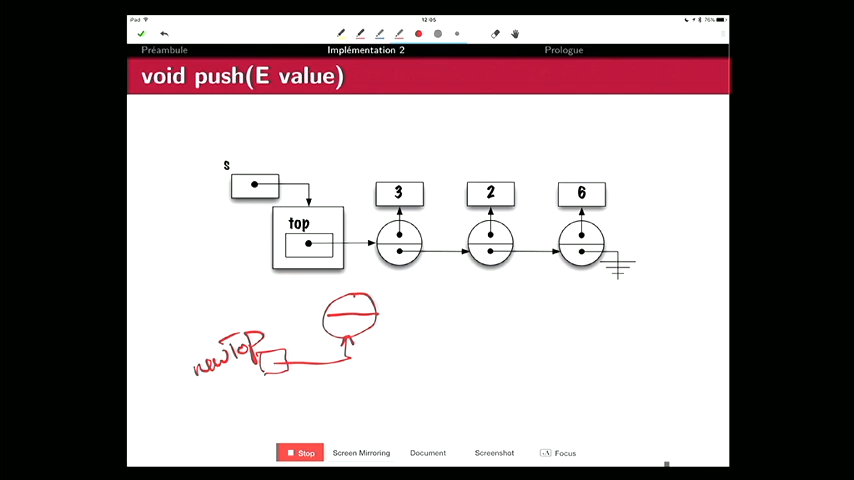 iPad
12:05
76%
Préambule
Implémentation 2
Prologue
void push(E value)
s
3
2
6
top
newTop
Stop
Screen Mirroring
Document
Screenshot
Focus